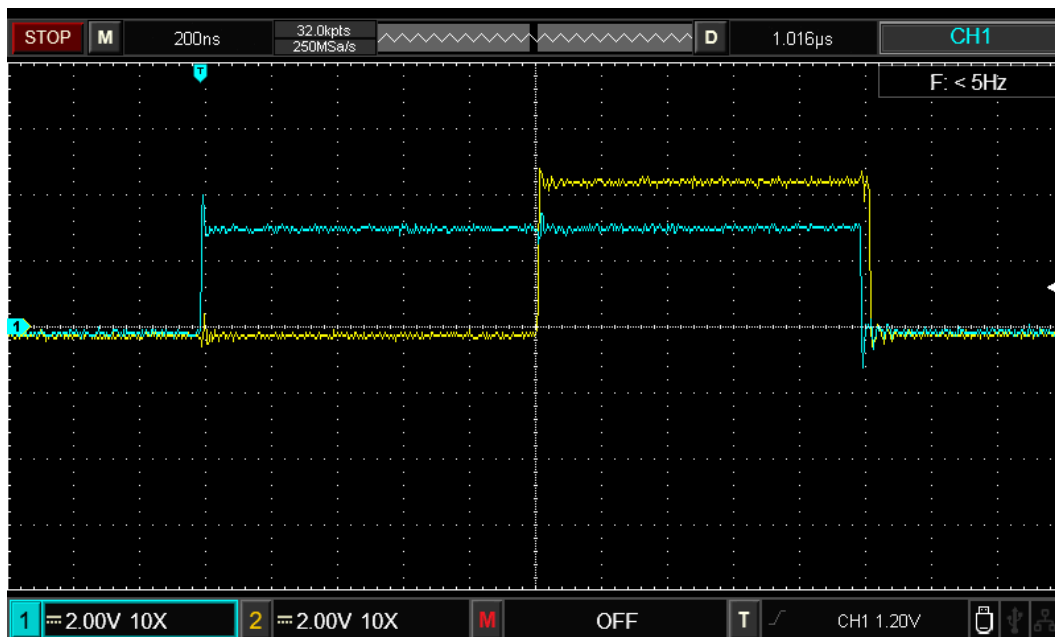 STOP M 200ns 32.0kpts D 1.016μs CH1
250MSa/s
T
F: < 5Hz
1
1 2.00V 10X 2 2.00V 10X M OFF T CH1 1.20V